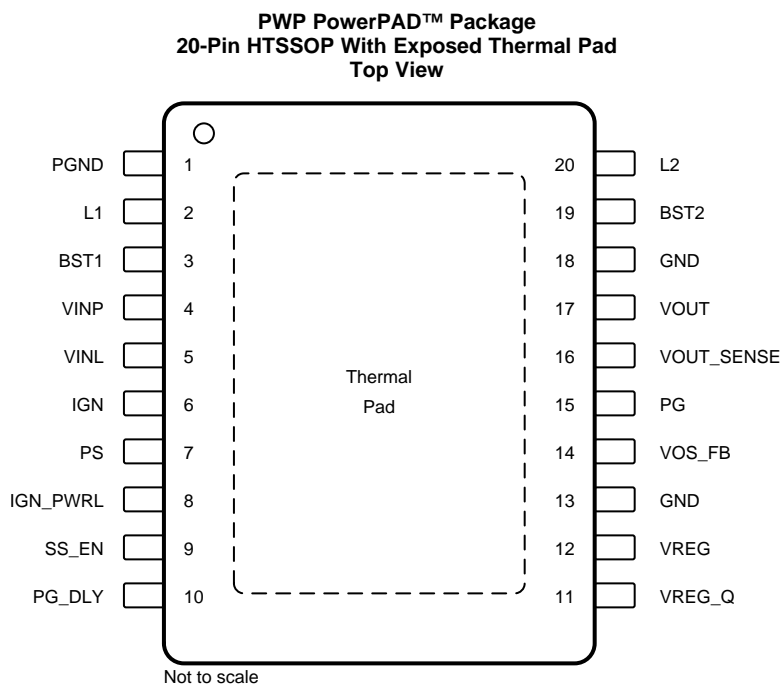 PWP PowerPAD™ Package
20-Pin HTSSOP With Exposed Thermal Pad
Top View
PGND 1 20 L2
L1 2 19 BST2
BST1 3 18 GND
VINP 4 17 VOUT
VINL 5 16 VOUT_SENSE
Thermal
IGN 6 15 PG
Pad
PS 7 14 VOS_FB
IGN_PWRL 8 13 GND
SS_EN 9 12 VREG
PG_DLY 10 11 VREG_Q
Not to scale